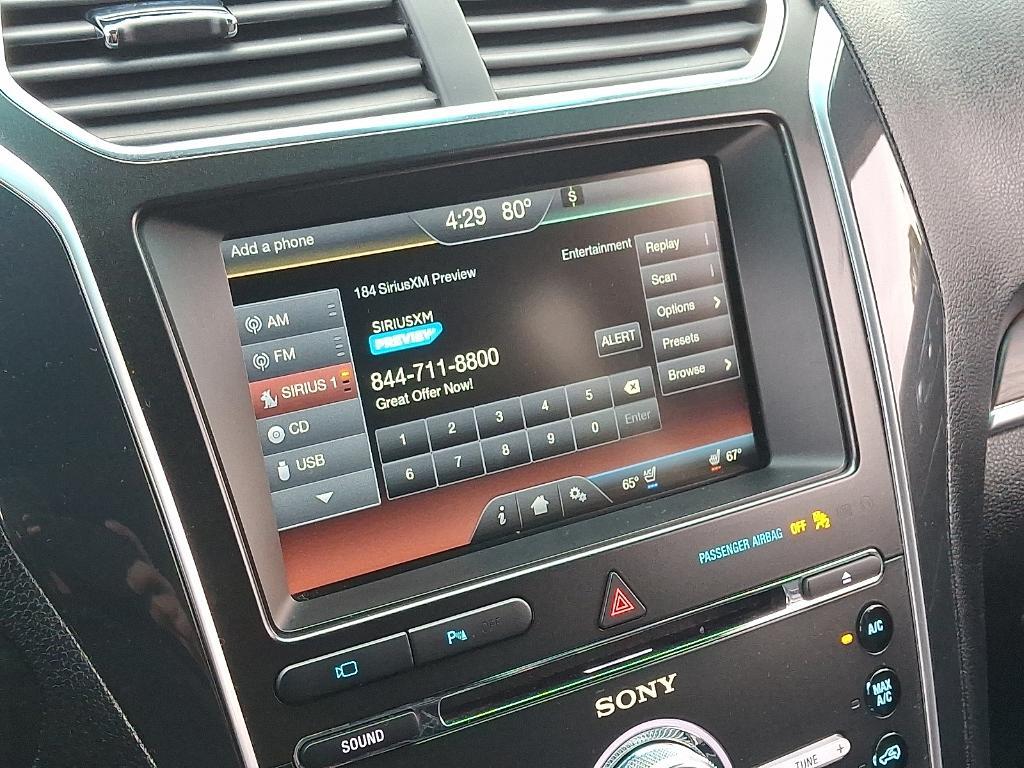 4:29 80° $
Add a phone
Entertainment
184 SiriusXM Preview
AM
FM
SIRIUS 1
CD
USB
SIRIUSXM
PREVIEW
844-711-8800
Great Offer Now!
ALERT
Replay
Scan
Options >
Presets
Browse >
1 2 3 4 5
6 7 8 9 0 Enter
i
65° A/C 67°
PASSENGER AIRBAG OFF
P OFF
SONY
SOUND
TUNE +
A/C
MAX A/C